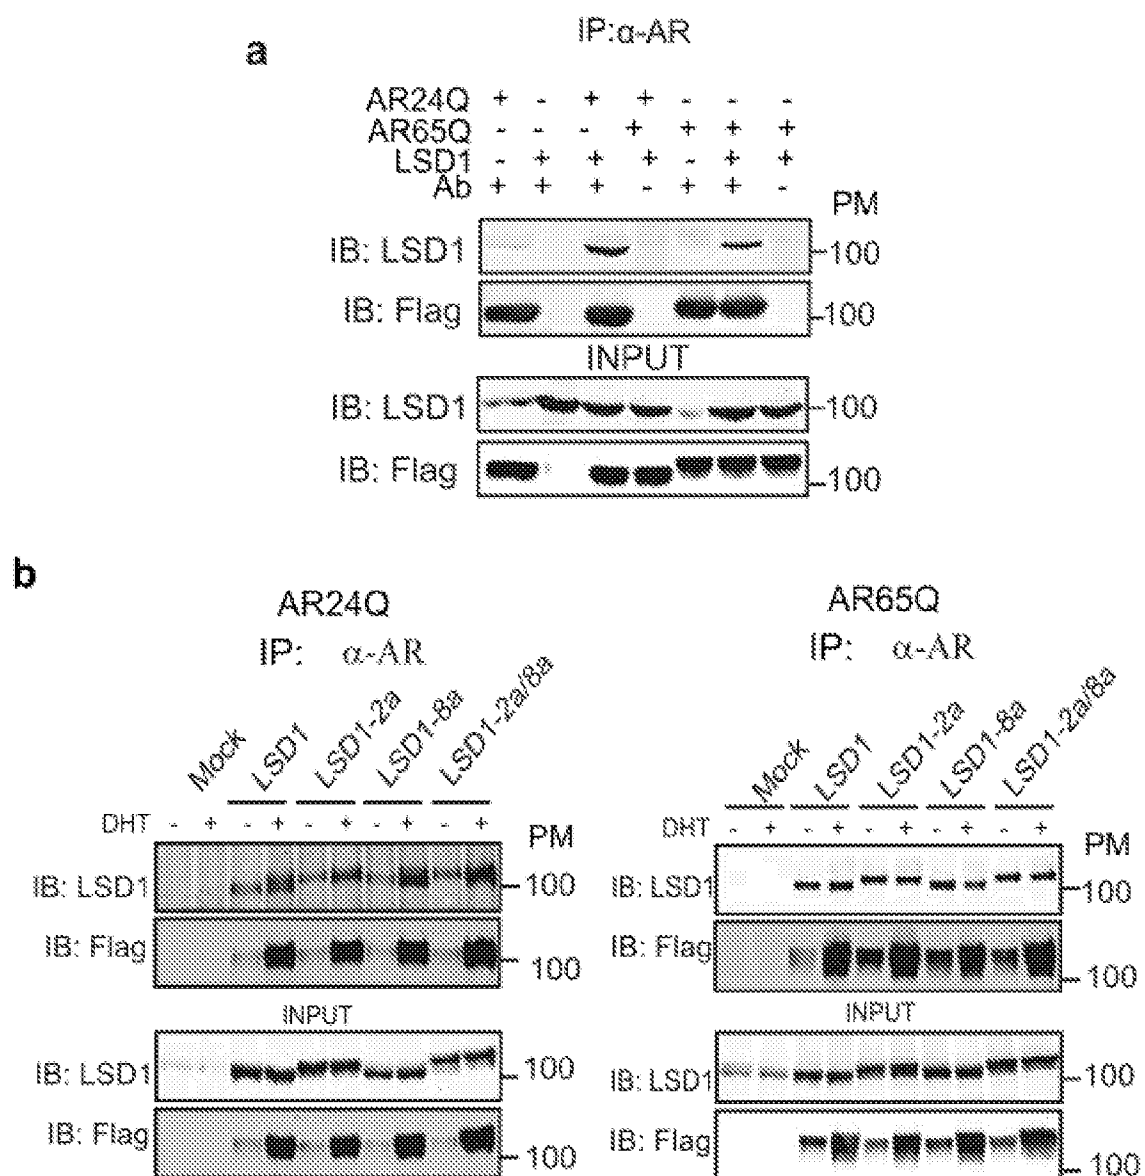 a
IP:α-AR
AR24Q + - + + - - -
AR65Q - - - + + + +
LSD1 - + + + - + +
Ab + + + - + + -
PM
IB: LSD1 -100
IB: Flag -100
INPUT
IB: LSD1 -100
IB: Flag -100
b
AR24Q
IP: α-AR
Mock LSD1 LSD1-2a LSD1-8a LSD1-2a/8a
DHT - + - + - + - + - +
PM
IB: LSD1 -100
IB: Flag -100
INPUT
IB: LSD1 -100
IB: Flag -100
AR65Q
IP: α-AR
Mock LSD1 LSD1-2a LSD1-8a LSD1-2a/8a
DHT - + - + - + - + - +
PM
IB: LSD1 -100
IB: Flag -100
INPUT
IB: LSD1 -100
IB: Flag -100